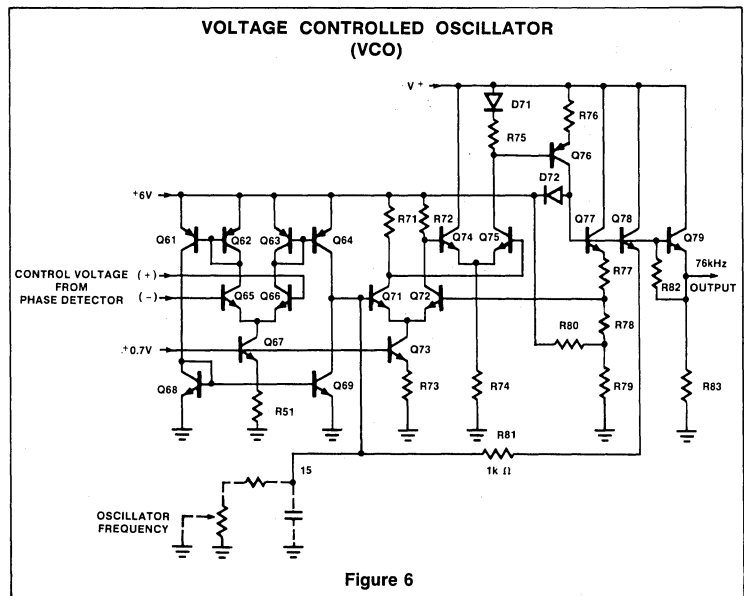 VOLTAGE CONTROLLED OSCILLATOR
(VCO)
V+
D71
R75
R76
Q76
D72
+6V
R71
R72
Q74
Q75
Q77
Q78
Q79
Q61
Q62
Q63
Q64
76kHz
OUTPUT
R77
R82
CONTROL VOLTAGE
FROM
PHASE DETECTOR
(+)
(-)
Q65
Q66
Q71
Q72
R78
R80
+0.7V
Q67
Q73
Q68
Q69
R51
R73
R74
R79
R83
R81
1k Ω
15
OSCILLATOR
FREQUENCY
Figure 6